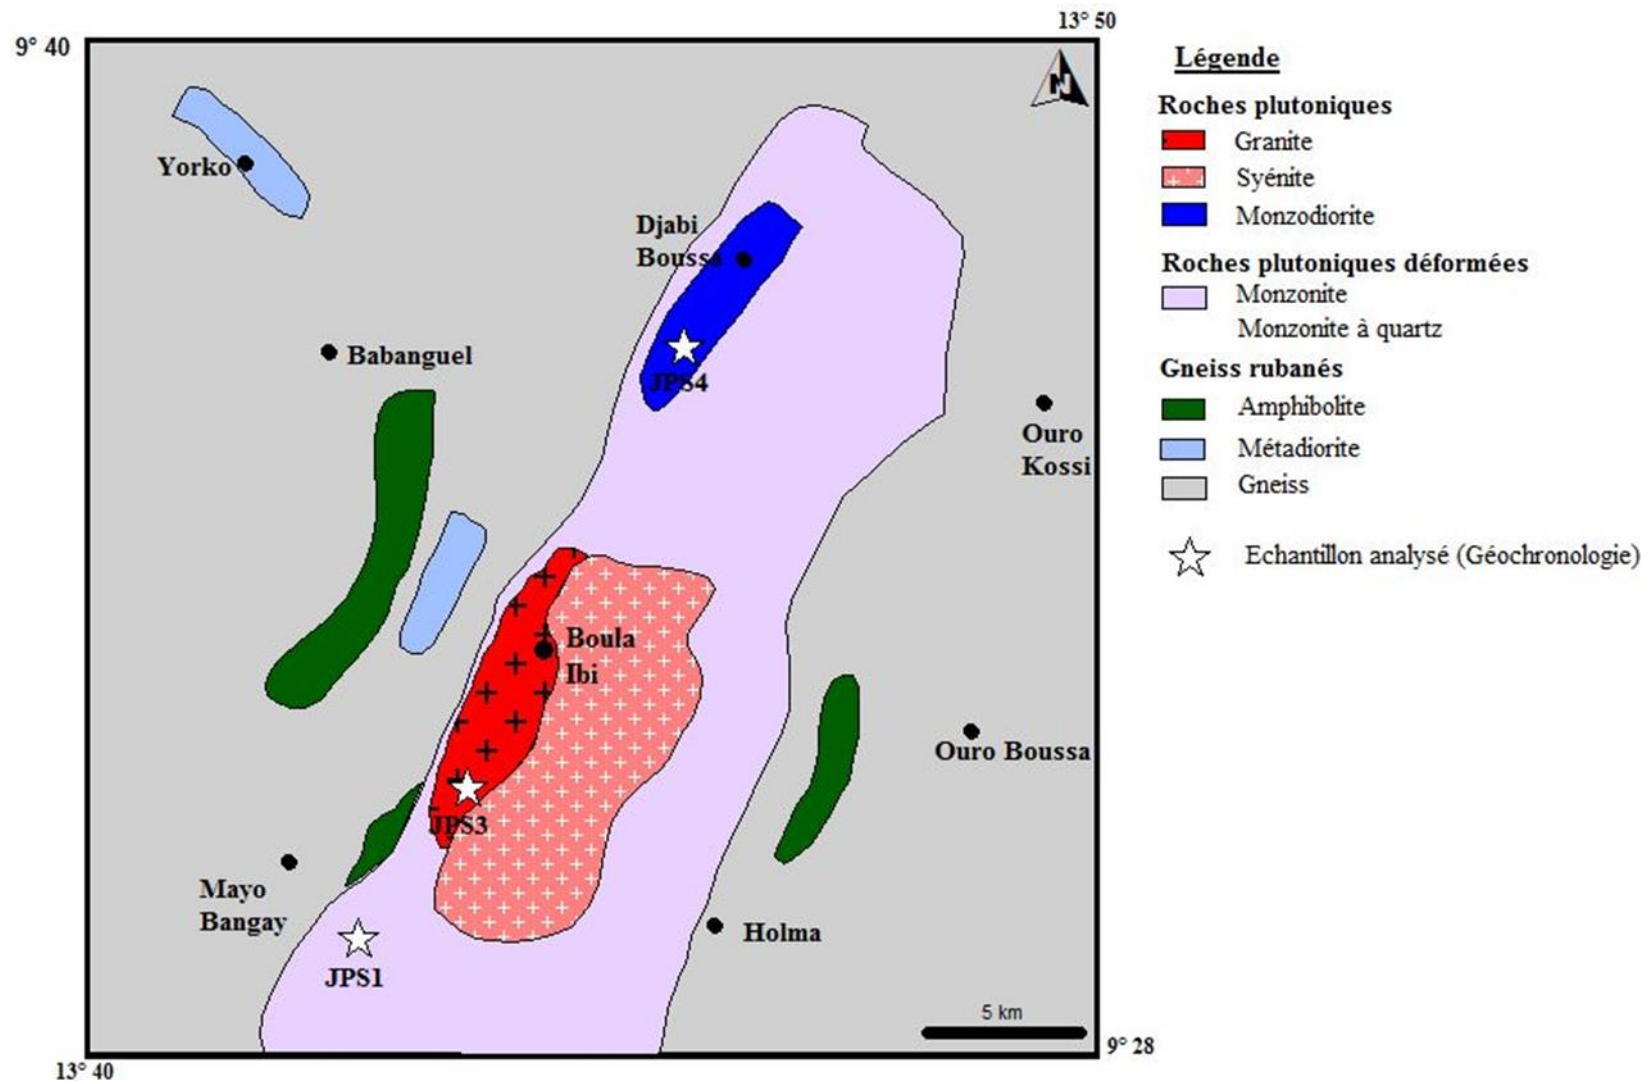 13° 50
9° 40
N
Yorko
Djabi
Boussa
Babanguel
JPS4
Ouro
Kossi
Boula
Ibi
Ouro Boussa
JPS3
Mayo
Bangay
Holma
JPS1
5 km
9° 28
13° 40
Légende
Roches plutoniques
Granite
Syénite
Monzodiorite
Roches plutoniques déformées
Monzonite
Monzonite à quartz
Gneiss rubanés
Amphibolite
Métadiorite
Gneiss
Echantillon analysé (Géochronologie)